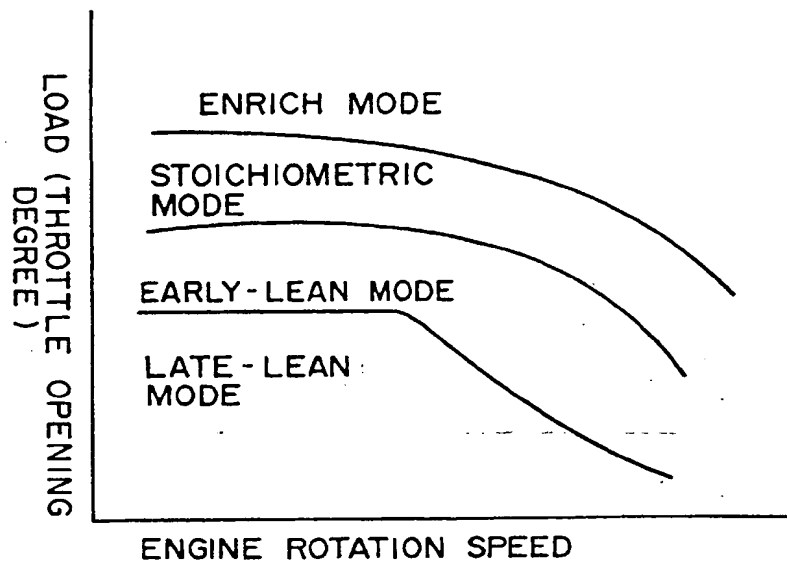 LOAD (THROTTLE OPENING
DEGREE)
ENRICH MODE
STOICHIOMETRIC
MODE
EARLY-LEAN MODE
LATE-LEAN
MODE
ENGINE ROTATION SPEED